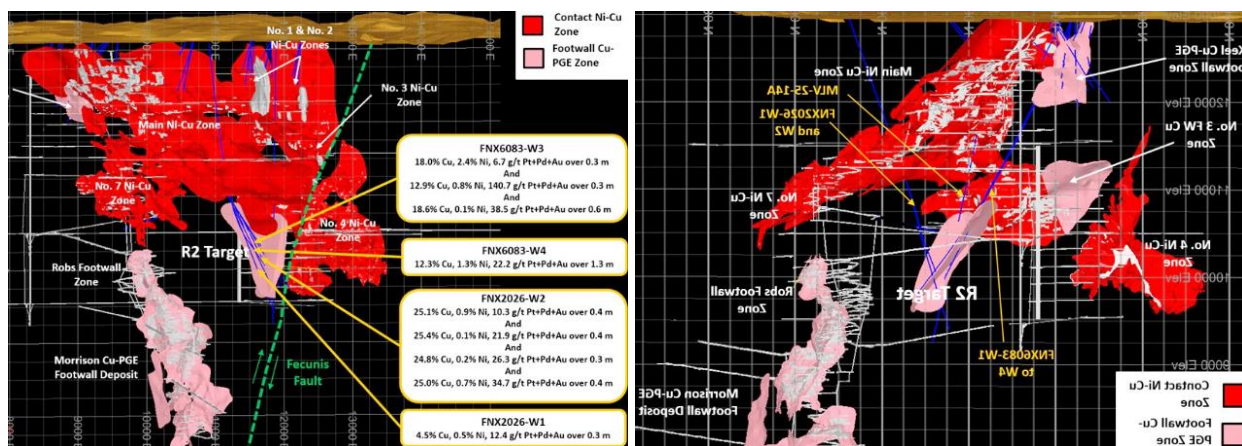 Contact Ni-Cu
Zone
Footwall Cu-
PGE Zone
No. 1 & No. 2
Ni-Cu Zones
No. 3 Ni-Cu
Zone
Main Ni-Cu Zone
No. 7 Ni-Cu
Zone
No. 4 Ni-Cu
Zone
R2 Target
Robs Footwall
Zone
Morrison Cu-PGE
Footwall Deposit
Fecunis
Fault
FNX6083-W3
18.0% Cu, 2.4% Ni, 6.7 g/t Pt+Pd+Au over 0.3 m
And
12.9% Cu, 0.8% Ni, 140.7 g/t Pt+Pd+Au over 0.3 m
And
18.6% Cu, 0.1% Ni, 38.5 g/t Pt+Pd+Au over 0.6 m
FNX6083-W4
12.3% Cu, 1.3% Ni, 22.2 g/t Pt+Pd+Au over 1.3 m
FNX2026-W2
25.1% Cu, 0.9% Ni, 10.3 g/t Pt+Pd+Au over 0.4 m
And
25.4% Cu, 0.1% Ni, 21.9 g/t Pt+Pd+Au over 0.4 m
And
24.8% Cu, 0.2% Ni, 26.3 g/t Pt+Pd+Au over 0.3 m
And
25.0% Cu, 0.7% Ni, 34.7 g/t Pt+Pd+Au over 0.4 m
FNX2026-W1
4.5% Cu, 0.5% Ni, 12.4 g/t Pt+Pd+Au over 0.3 m
Main Ni-Cu Zone
MLV-25-14A
FNX2026-W1
and W2
Keel Cu-PGE
Footwall Zone
12000 Elev
No. 3 FW Cu
Zone
11000 Elev
No. 7 Ni-Cu
Zone
No. 4 Ni-Cu
Zone
10000 Elev
Robs Footwall
Zone
R2 Target
FNX6083-W1
to W4
9000 Elev
Morrison Cu-PGE
Footwall Deposit
Contact Ni-Cu
Zone
Footwall Cu-
PGE Zone